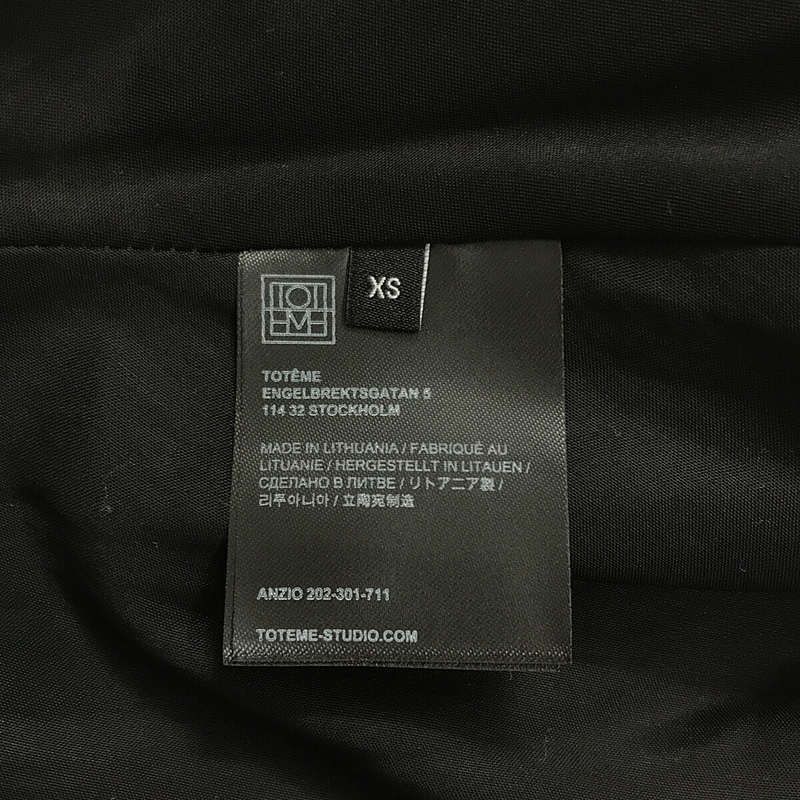 TOT
EME
XS
TOTÊME
ENGELBREKTSGATAN 5
114 32 STOCKHOLM
MADE IN LITHUANIA / FABRIQUÉ AU
LITUANIE / HERGESTELLT IN LITAUEN /
СДЕЛАНО В ЛИТВЕ / リトアニア製 /
리투아니아 / 立陶宛制造
ANZIO 202-301-711
TOTEME-STUDIO.COM